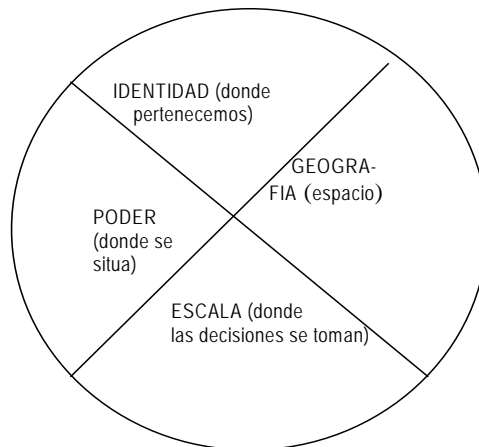 IDENTIDAD (donde
pertenecemos)
GEOGRA-
FIA (espacio)
PODER
(donde se
situa)
ESCALA (donde
las decisiones se toman)